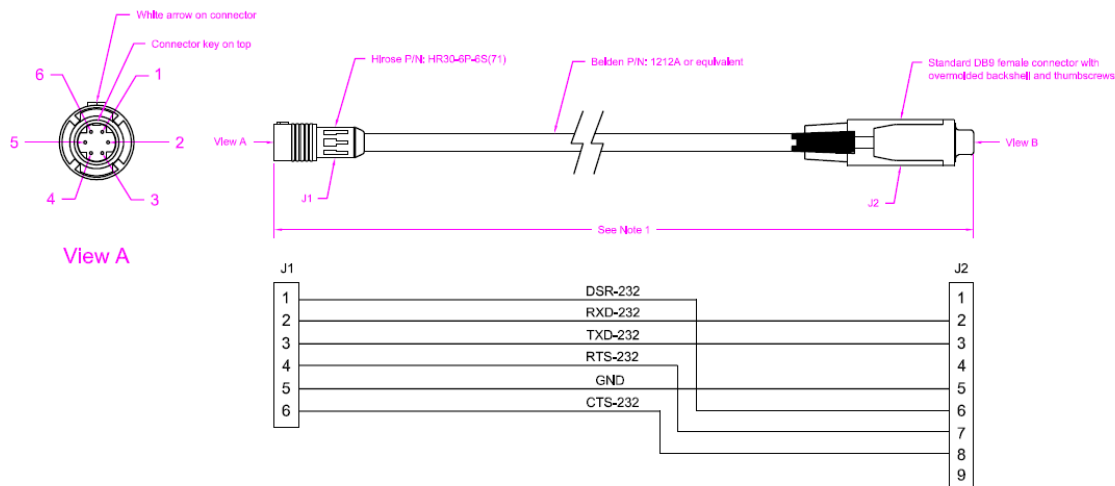 White arrow on connector
Connector key on top
6
1
5
2
4
3
View A
Hirose P/N: HR30-6P-6S(71)
Belden P/N: 1212A or equivalent
Standard DB9 female connector with
overmolded backshell and thumbscrews
View A
View B
J1
J2
See Note 1
J1
J2
1
DSR-232
1
2
RXD-232
2
3
TXD-232
3
4
RTS-232
4
5
GND
5
6
CTS-232
6
7
8
9